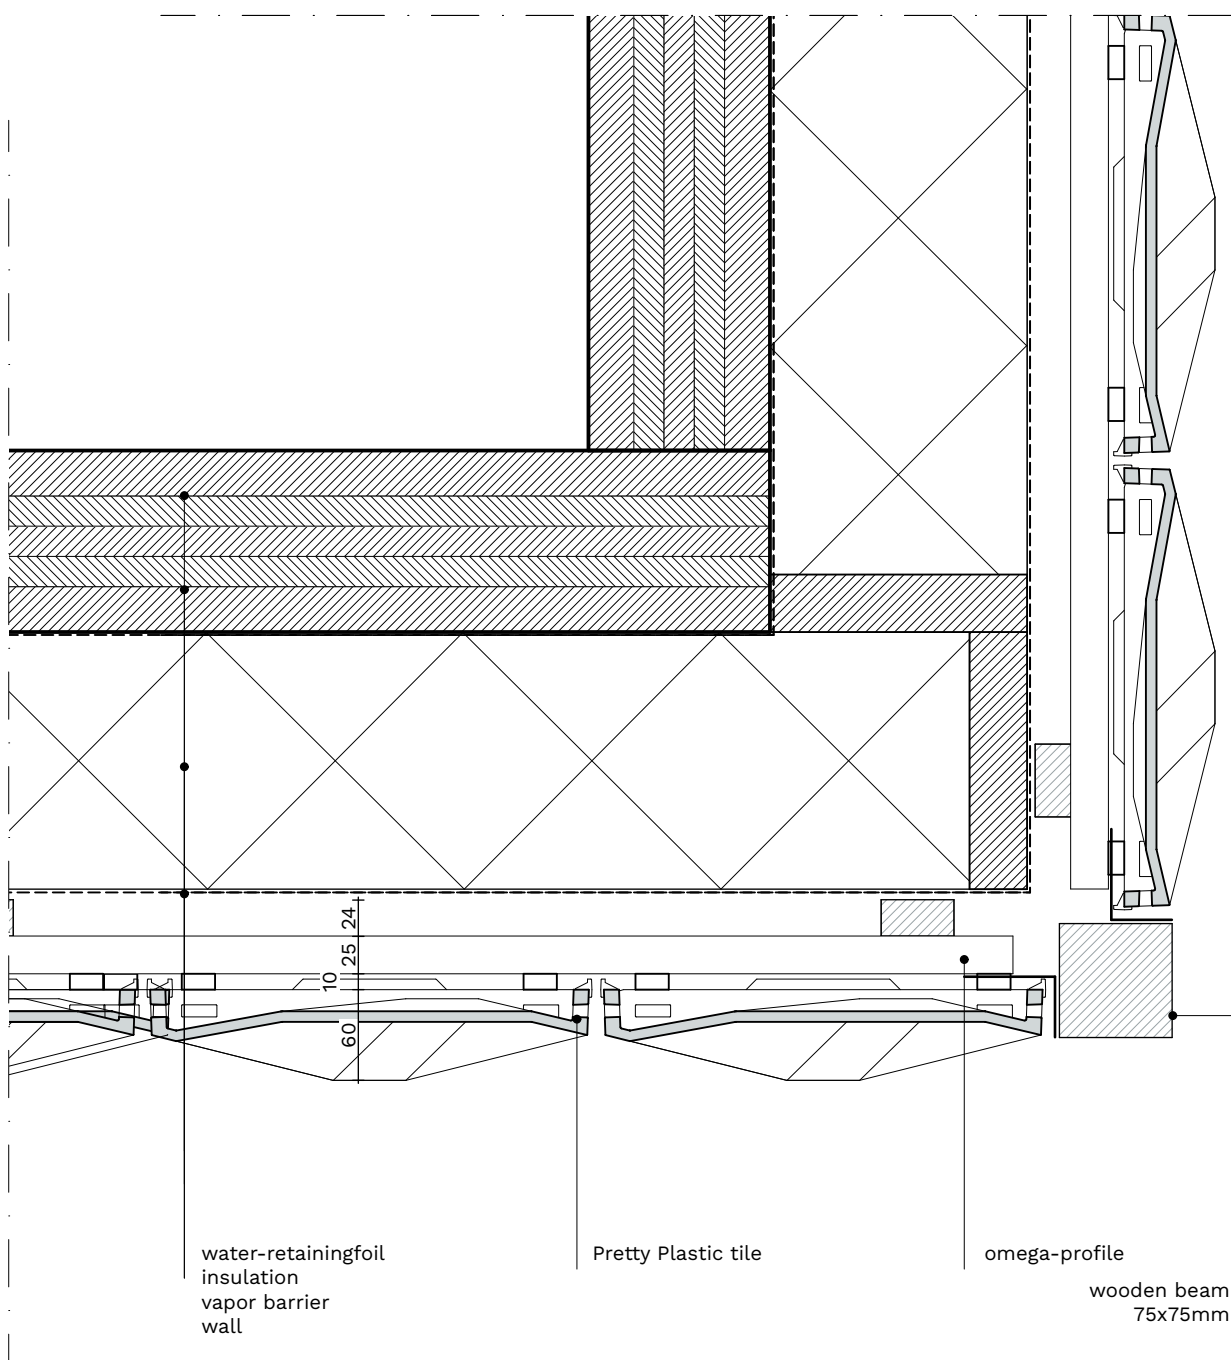 24
25
10
60
water-retainingfoil
insulation
vapor barrier
wall
Pretty Plastic tile
omega-profile
wooden beam
75x75mm